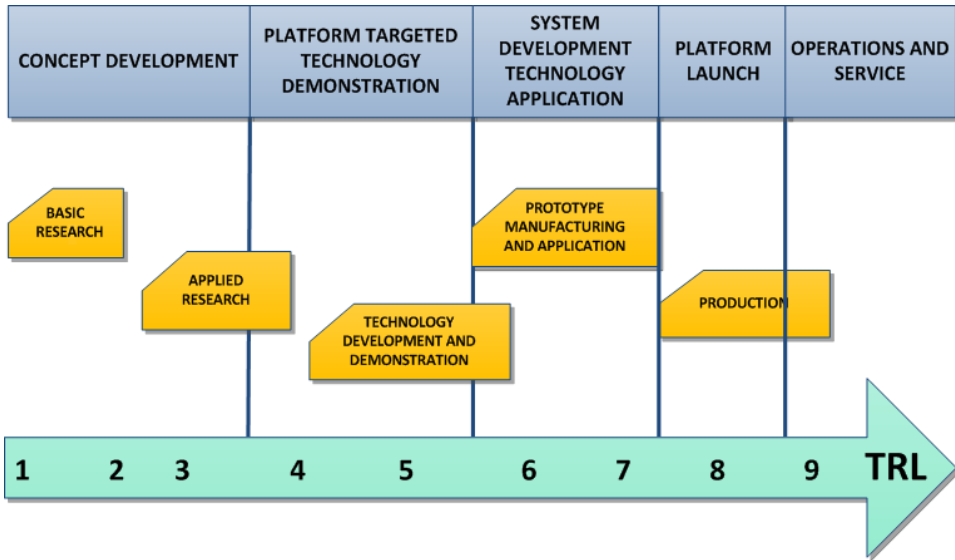 CONCEPT DEVELOPMENT
PLATFORM TARGETED
TECHNOLOGY
DEMONSTRATION
SYSTEM
DEVELOPMENT
TECHNOLOGY
APPLICATION
PLATFORM
LAUNCH
OPERATIONS AND
SERVICE
BASIC
RESEARCH
APPLIED
RESEARCH
TECHNOLOGY
DEVELOPMENT AND
DEMONSTRATION
PROTOTYPE
MANUFACTURING
AND APPLICATION
PRODUCTION
1 2 3 4 5 6 7 8 9 TRL